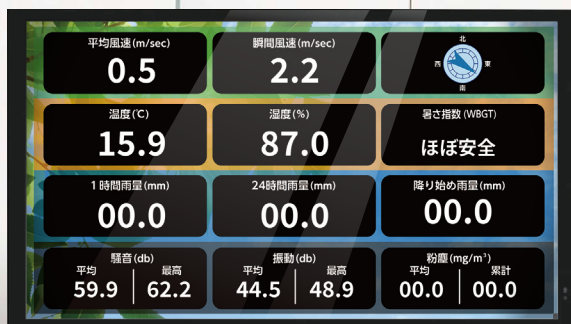 平均風速(m/sec)
0.5
瞬間風速(m/sec)
2.2
北
西
東
南
温度(℃)
15.9
湿度(%)
87.0
暑さ指数(WBGT)
ほぼ安全
1時間雨量(mm)
00.0
24時間雨量(mm)
00.0
降り始め雨量(mm)
00.0
騒音(db)
平均 最高
59.9 62.2
振動(db)
平均 最高
44.5 48.9
粉塵(mg/m³)
平均 累計
00.0 00.0